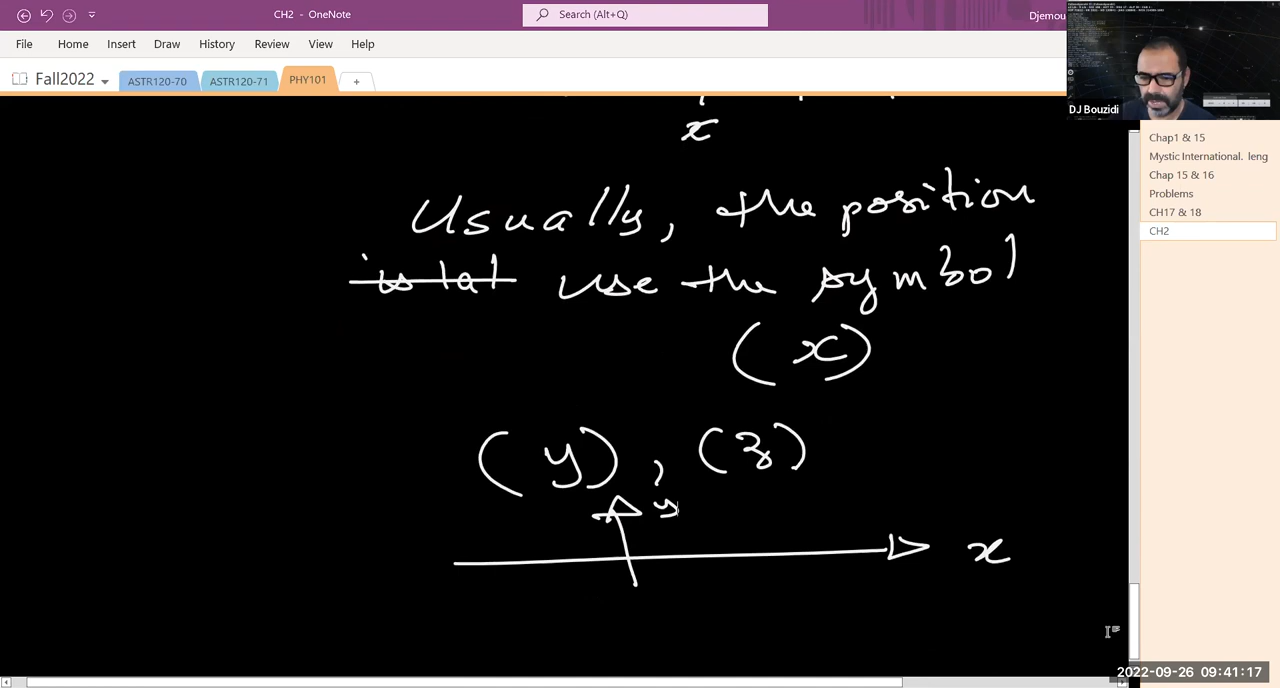 CH2 - OneNote
Search (Alt+Q)
Djemou
File Home Insert Draw History Review View Help
Fall2022 ASTR120-70 ASTR120-71 PHY101 +
DJ Bouzidi
Chap1 & 15
Mystic International. leng
Chap 15 & 16
Problems
CH17 & 18
CH2
x
Usually, the position
use the symbol
(x)
(y), (z)
y
x
2022-09-26 09:41:17